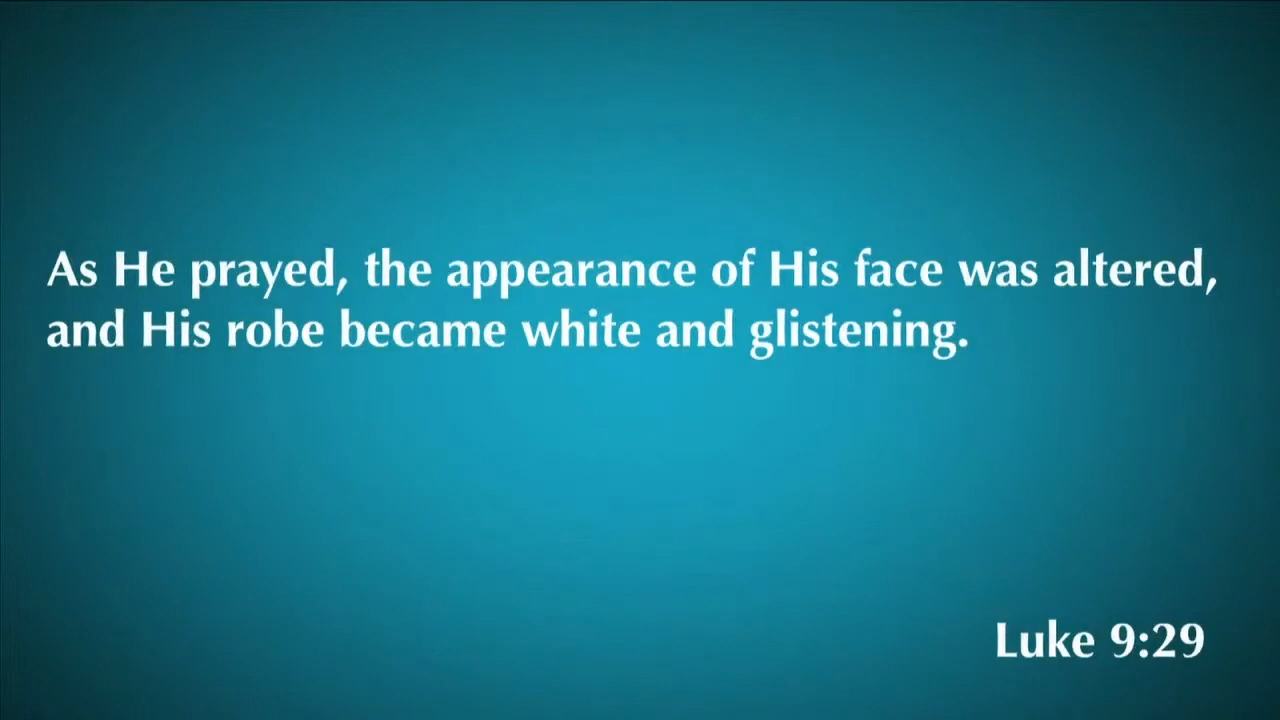 As He prayed, the appearance of His face was altered,
and His robe became white and glistening.
Luke 9:29